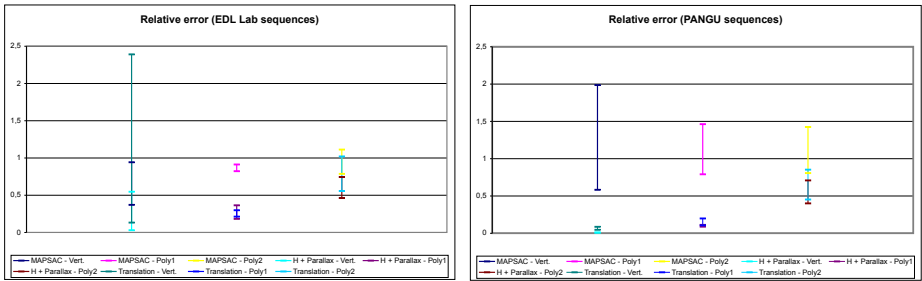 Relative error (EDL Lab sequences)
2,5
2
1,5
1
0,5
0
MAPSAC - Vert. MAPSAC - Poly1 MAPSAC - Poly2 H + Parallax - Vert. H + Parallax - Poly1
H + Parallax - Poly2 Translation - Vert. Translation - Poly1 Translation - Poly2
Relative error (PANGU sequences)
2,5
2
1,5
1
0,5
0
MAPSAC - Vert. MAPSAC - Poly1 MAPSAC - Poly2 H + Parallax - Vert. H + Parallax - Poly1
H + Parallax - Poly2 Translation - Vert. Translation - Poly1 Translation - Poly2